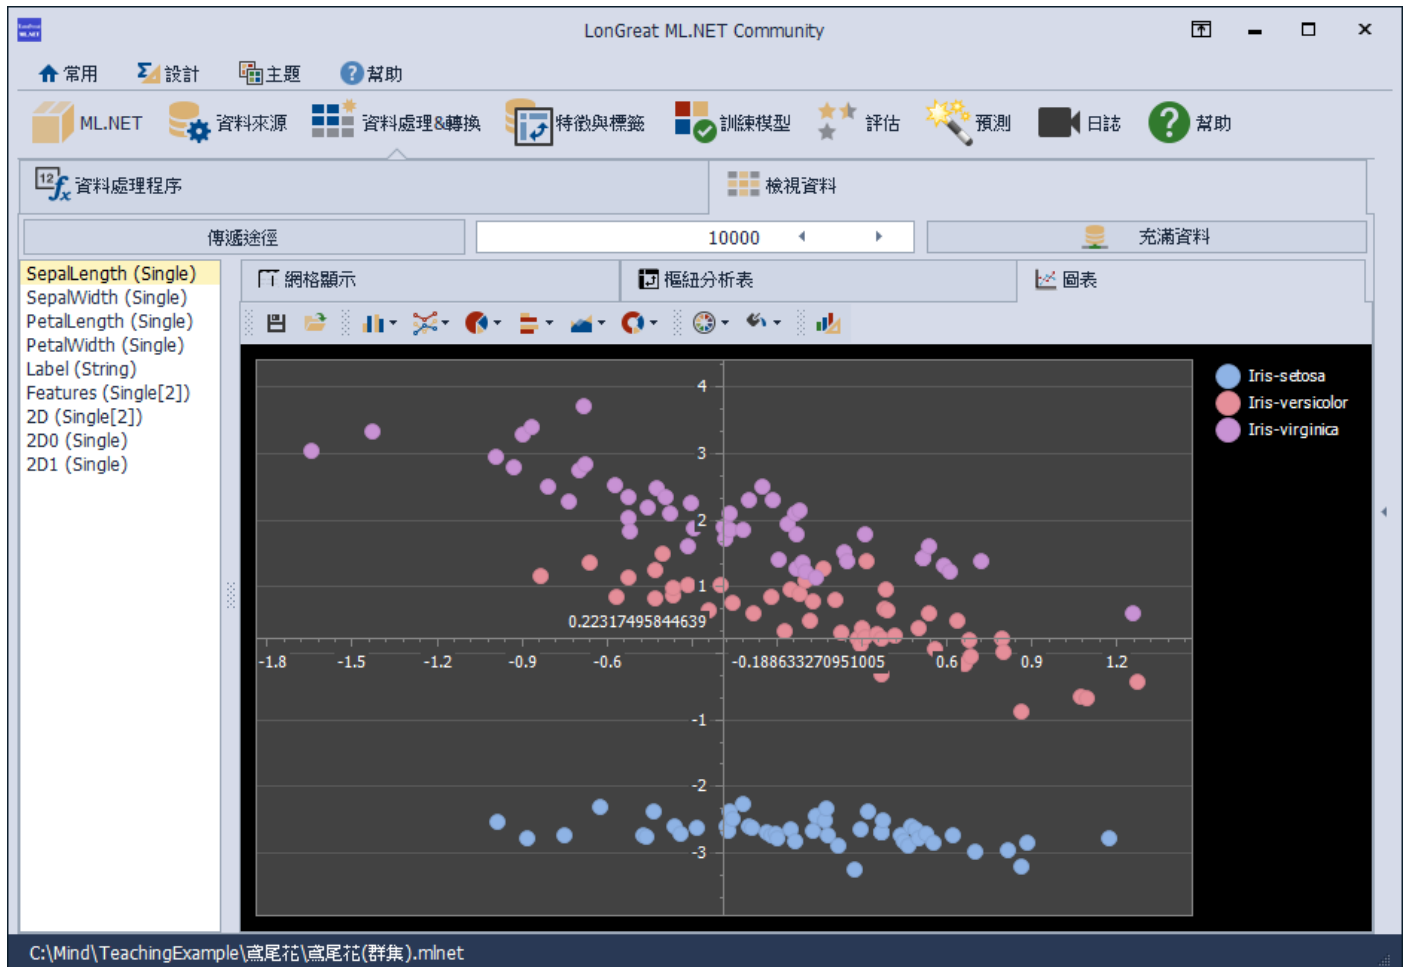 LonGreat ML.NET
LonGreat ML.NET Community
常用 設計 主題 幫助
ML.NET 資料來源 資料處理&轉換 特徵與標籤 訓練模型 評估 預測 日誌 幫助
資料處理程序 檢視資料
傳遞途徑 10000 充滿資料
網格顯示 樞紐分析表 圖表
SepalLength (Single)
SepalWidth (Single)
PetalLength (Single)
PetalWidth (Single)
Label (String)
Features (Single[2])
2D (Single[2])
2D0 (Single)
2D1 (Single)
Iris-setosa
Iris-versicolor
Iris-virginica
4
3
2
1
0.22317495844639
-1.8 -1.5 -1.2 -0.9 -0.6 -0.188633270951005 0.6 0.9 1.2
-1
-2
-3
C:\Mind\TeachingExample\鳶尾花\鳶尾花(群集).mlnet